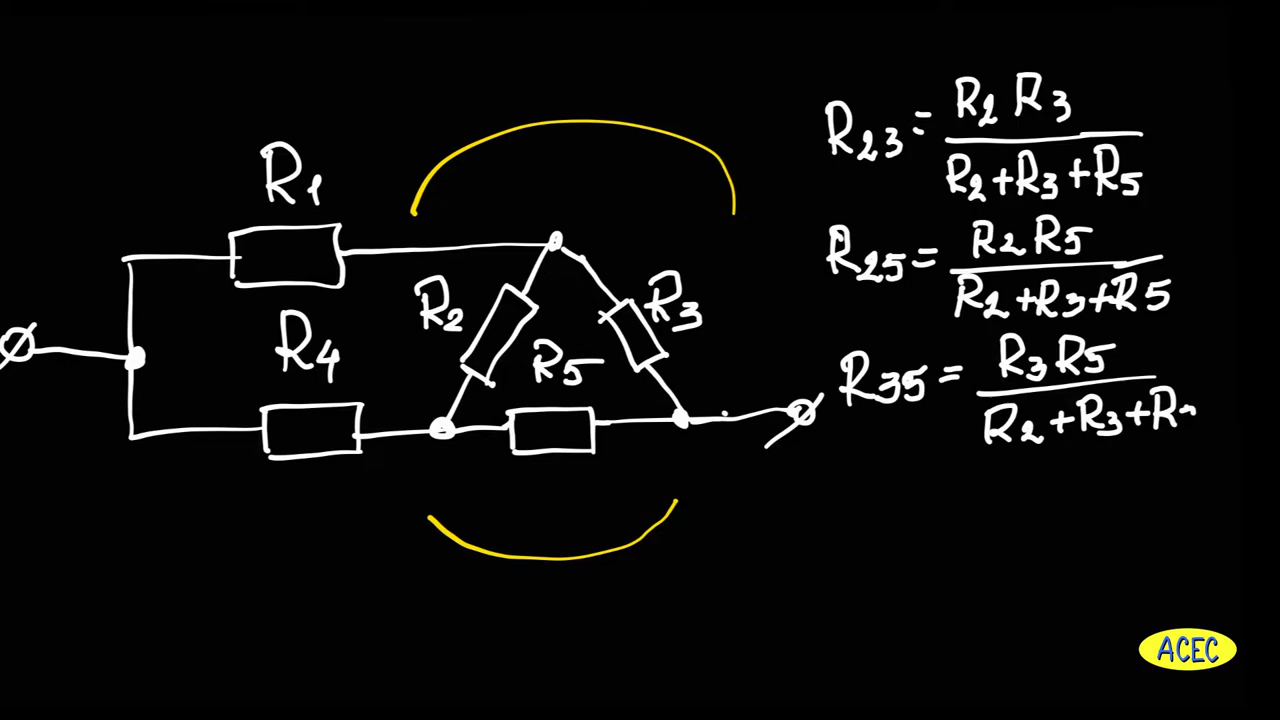 R1
R4
R2
R5
R3
R23 = R2 R3
R2+R3+R5
R25 = R2 R5
R2+R3+R5
R35 = R3 R5
R2+R3+R
ACEC